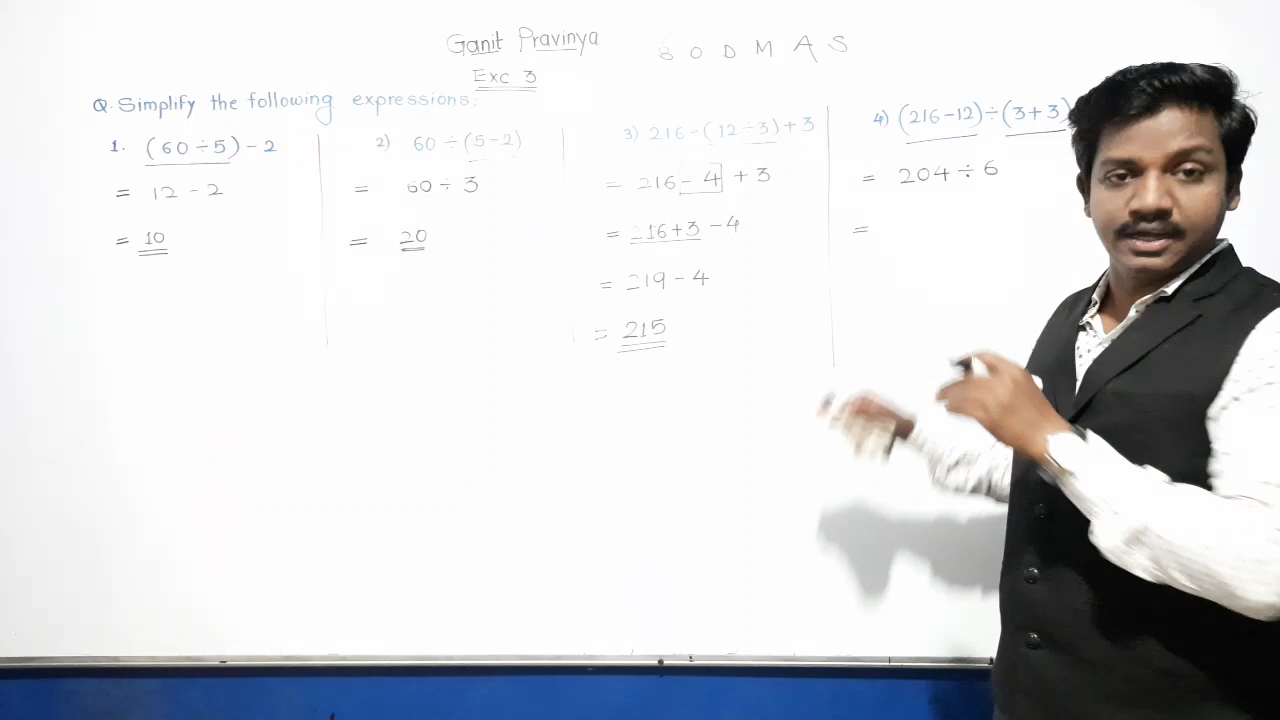 Ganit Pravinya
BODMAS
Exc 3
Q. Simplify the following expressions:
1. (60÷5)-2
= 12 - 2
= 10
2) 60 ÷(5-2)
= 60 ÷ 3
= 20
3) 216-(12÷3)+3
= 216 - 4 + 3
= 216+3 - 4
= 219 - 4
= 215
4) (216-12)÷(3+3)
= 204 ÷ 6
=